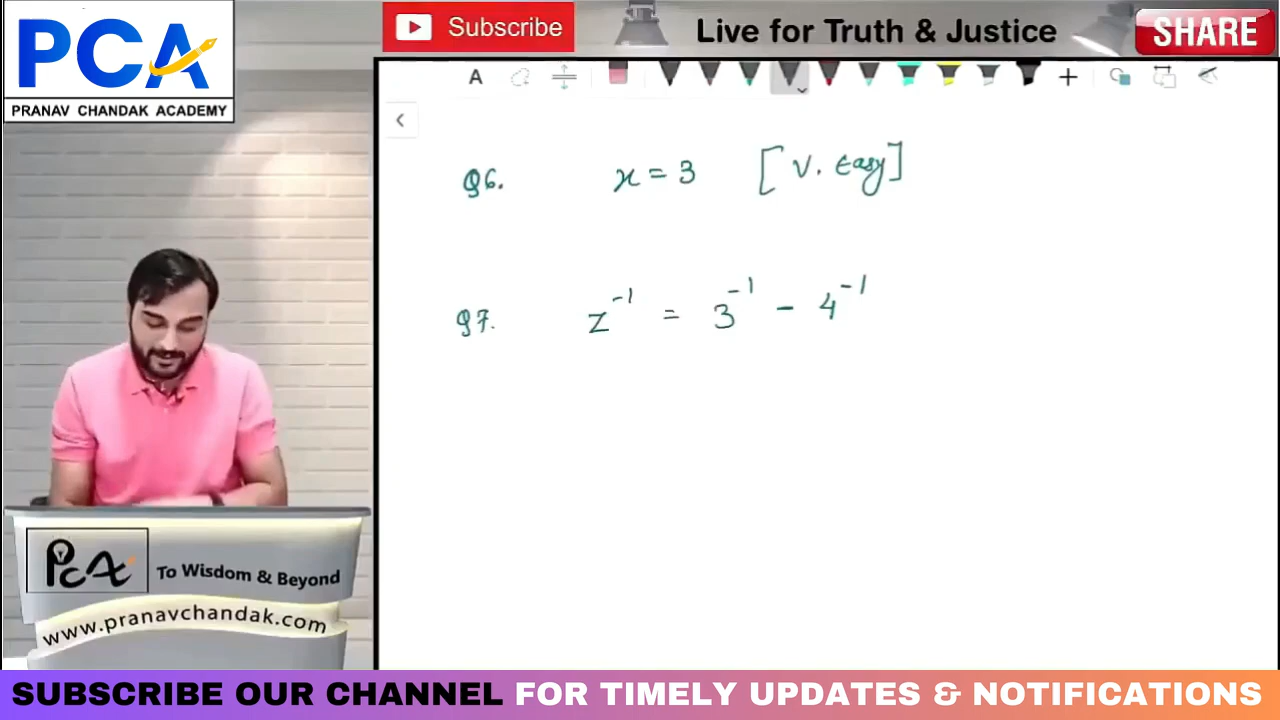 PCA
PRANAV CHANDAK ACADEMY
Subscribe
Live for Truth & Justice
SHARE
A
Q6. x = 3 [V. Easy]
Q7. z⁻¹ = 3⁻¹ - 4⁻¹
PCA
To Wisdom & Beyond
www.pranavchandak.com
SUBSCRIBE OUR CHANNEL FOR TIMELY UPDATES & NOTIFICATIONS